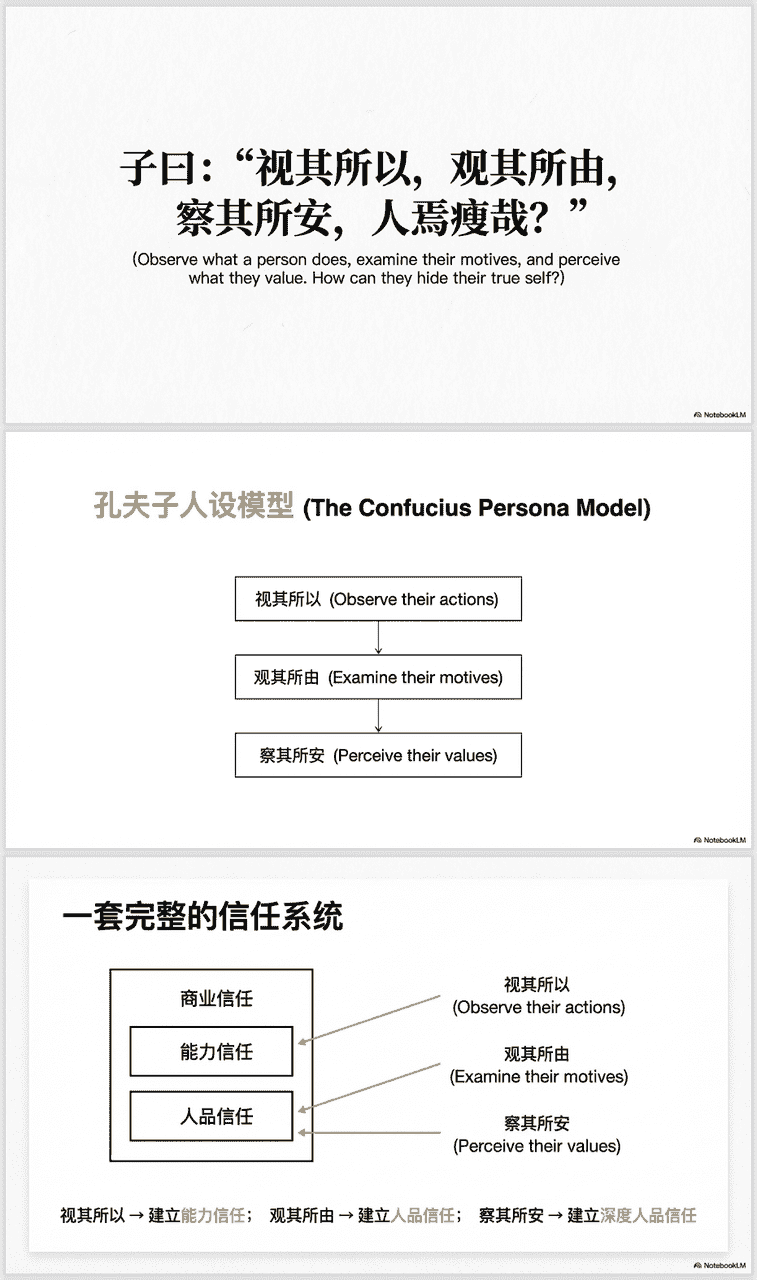 子曰：“视其所以，观其所由，
察其所安，人焉瘦哉？”
(Observe what a person does, examine their motives, and perceive
what they value. How can they hide their true self?)
NotebookLM
孔夫子人设模型 (The Confucius Persona Model)
视其所以 (Observe their actions)
观其所由 (Examine their motives)
察其所安 (Perceive their values)
NotebookLM
一套完整的信任系统
商业信任
能力信任
人品信任
视其所以
(Observe their actions)
观其所由
(Examine their motives)
察其所安
(Perceive their values)
视其所以 → 建立能力信任； 观其所由 → 建立人品信任； 察其所安 → 建立深度人品信任
NotebookLM